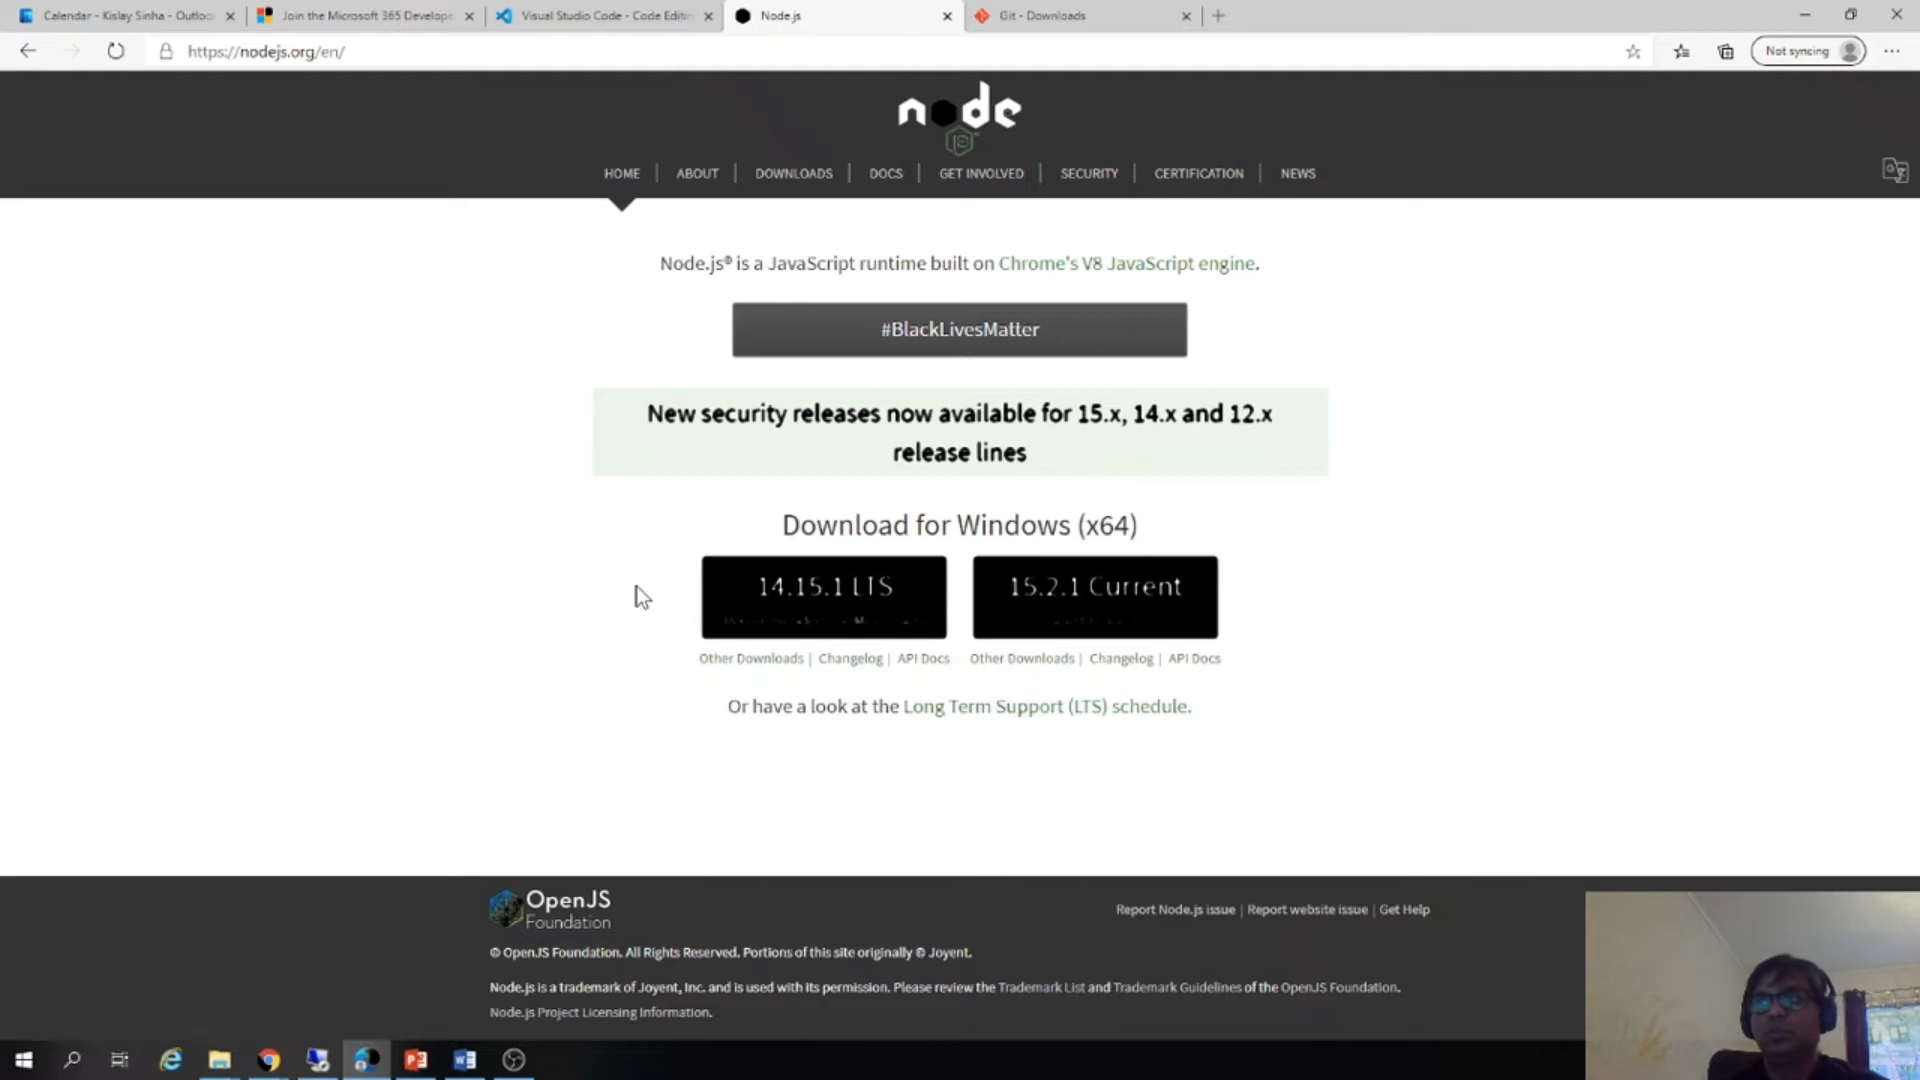 Calendar - Kislay Sinha - Outloo
Join the Microsoft 365 Develope
Visual Studio Code - Code Editin
Node.js
Git - Downloads
https://nodejs.org/en/
Not syncing
node
JS
HOME | ABOUT | DOWNLOADS | DOCS | GET INVOLVED | SECURITY | CERTIFICATION | NEWS
Node.js® is a JavaScript runtime built on Chrome's V8 JavaScript engine.
#BlackLivesMatter
New security releases now available for 15.x, 14.x and 12.x
release lines
Download for Windows (x64)
14.15.1 LTS
15.2.1 Current
Other Downloads | Changelog | API Docs
Other Downloads | Changelog | API Docs
Or have a look at the Long Term Support (LTS) schedule.
OpenJS
Foundation
Report Node.js issue | Report website issue | Get Help
© OpenJS Foundation. All Rights Reserved. Portions of this site originally © Joyent.
Node.js is a trademark of Joyent, Inc. and is used with its permission. Please review the Trademark List and Trademark Guidelines of the OpenJS Foundation.
Node.js Project Licensing Information.